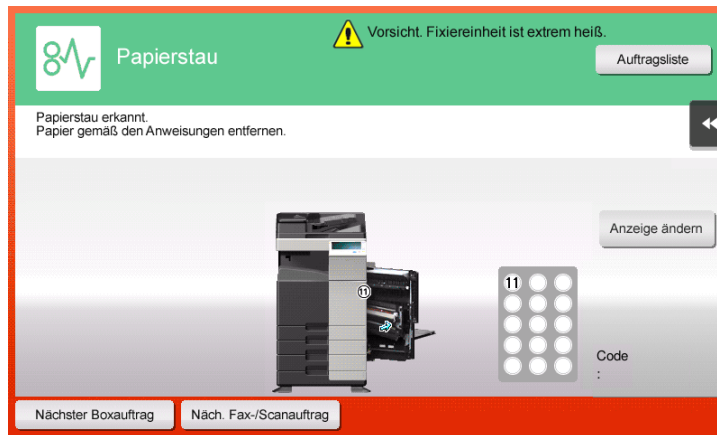 Vorsicht. Fixiereinheit ist extrem heiß.
Papierstau
Auftragsliste
Papierstau erkannt.
Papier gemäß den Anweisungen entfernen.
Anzeige ändern
11
11
Code
:
Nächster Boxauftrag
Näch. Fax-/Scanauftrag